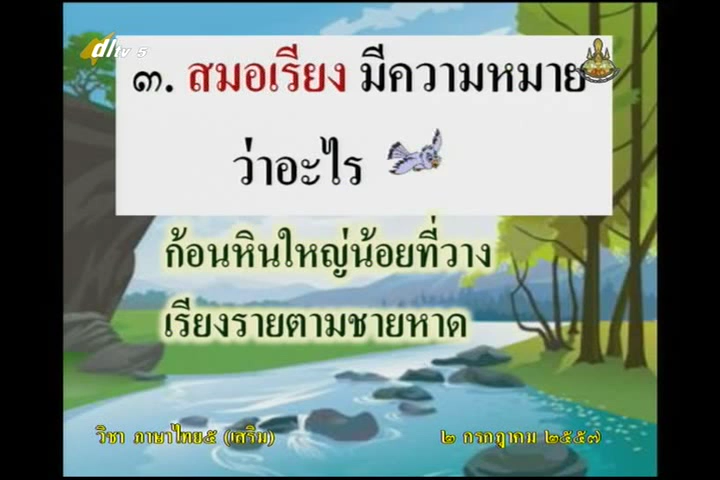 dltv 5
๓. สมอเรียง มีความหมาย
ว่าอะไร
ก้อนหินใหญ่น้อยที่วาง
เรียงรายตามชายหาด
วิชา ภาษาไทย๕ (เสริม)
๒ กรกฎาคม ๒๕๕๗